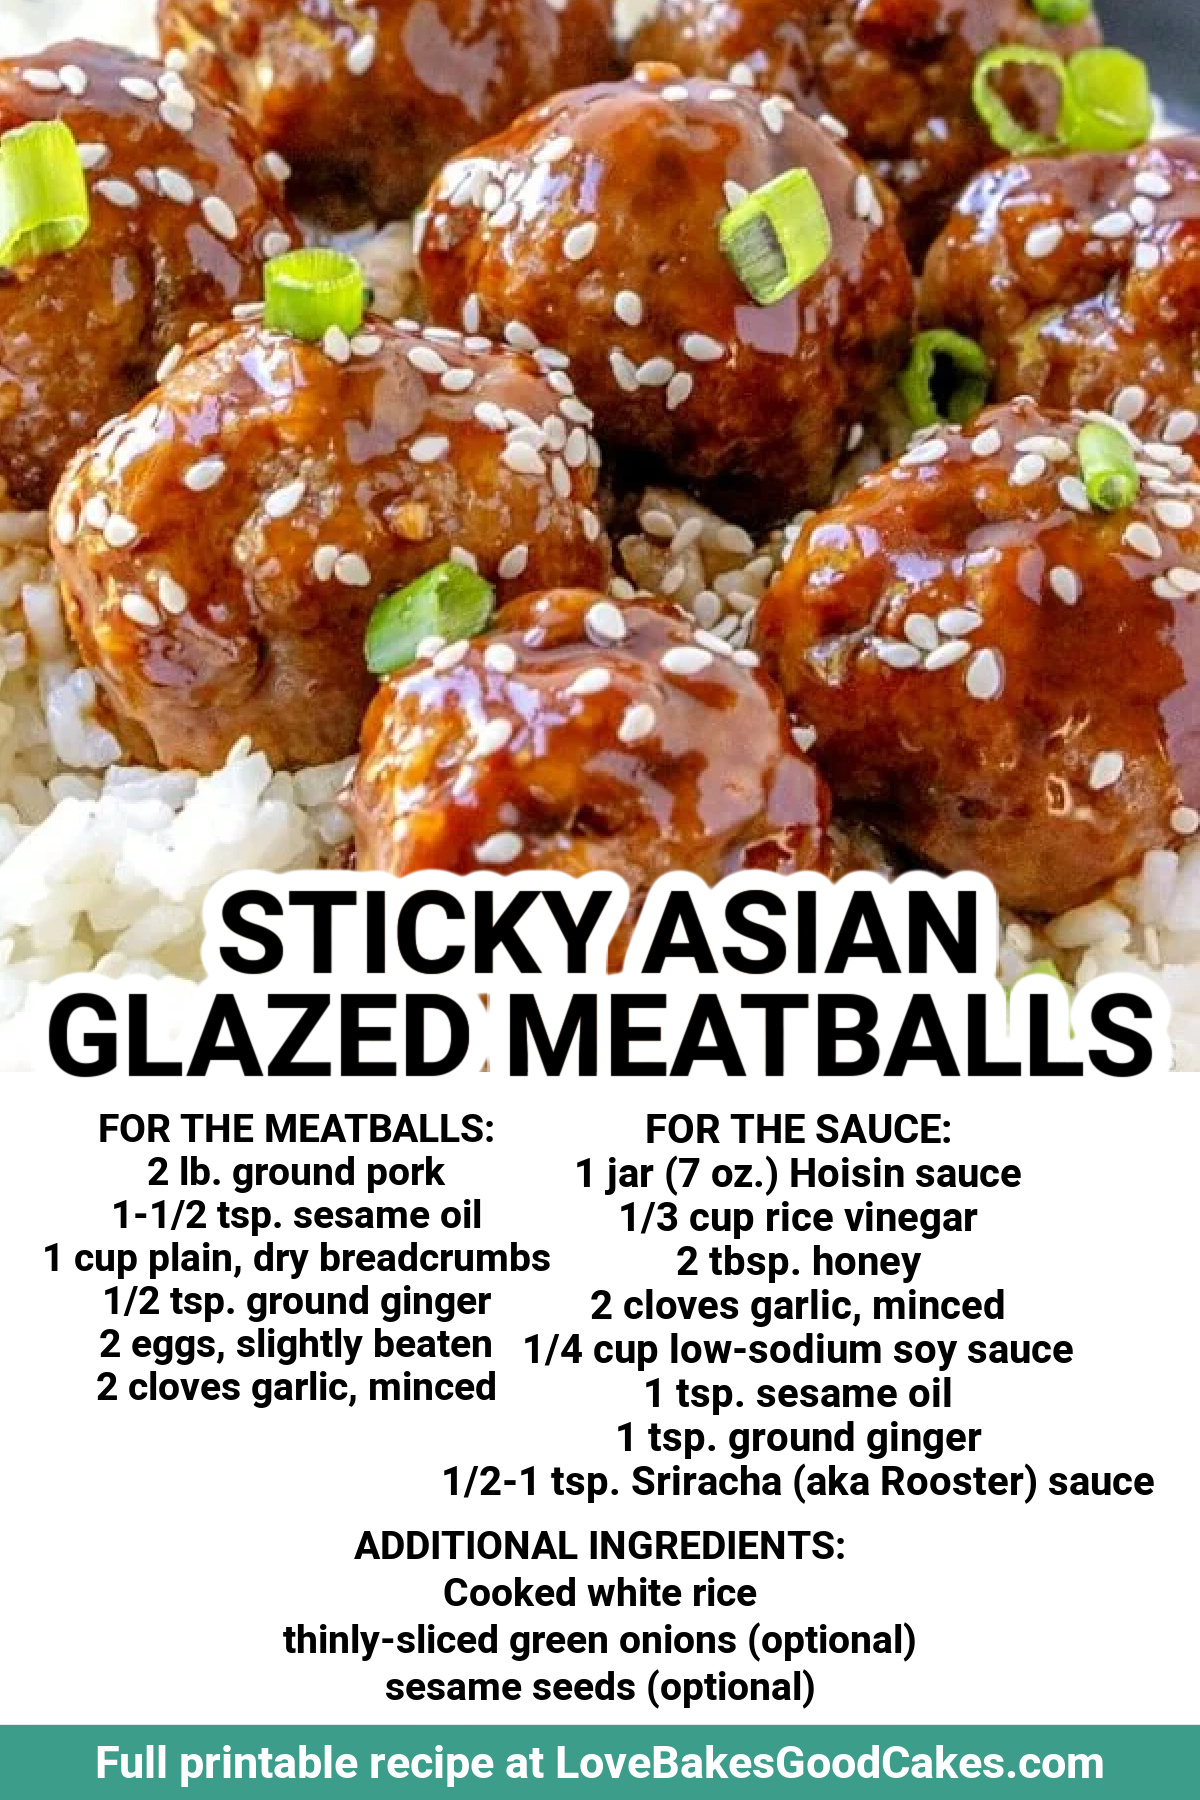 STICKY ASIAN
GLAZED MEATBALLS
FOR THE MEATBALLS:
2 lb. ground pork
1-1/2 tsp. sesame oil
1 cup plain, dry breadcrumbs
1/2 tsp. ground ginger
2 eggs, slightly beaten
2 cloves garlic, minced
FOR THE SAUCE:
1 jar (7 oz.) Hoisin sauce
1/3 cup rice vinegar
2 tbsp. honey
2 cloves garlic, minced
1/4 cup low-sodium soy sauce
1 tsp. sesame oil
1 tsp. ground ginger
1/2-1 tsp. Sriracha (aka Rooster) sauce
ADDITIONAL INGREDIENTS:
Cooked white rice
thinly-sliced green onions (optional)
sesame seeds (optional)
Full printable recipe at LoveBakesGoodCakes.com